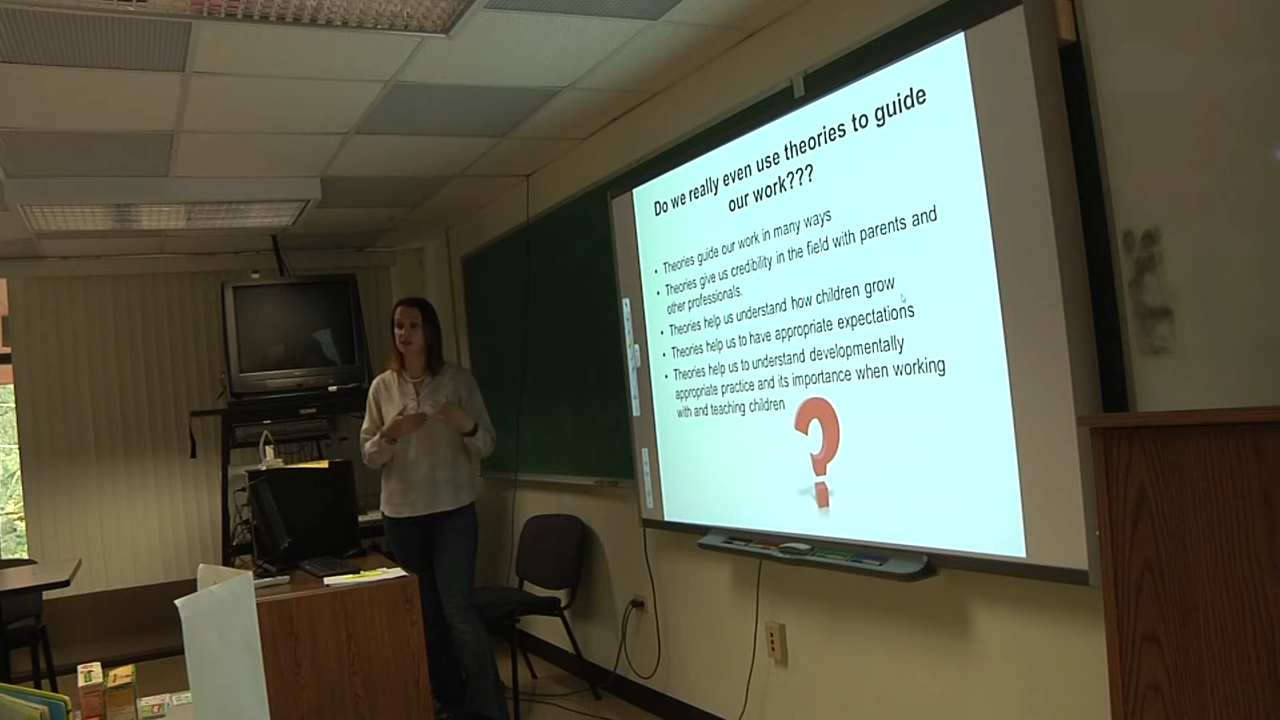 Do we really even use theories to guide
our work???
• Theories guide our work in many ways
• Theories give us credibility in the field with parents and
other professionals.
• Theories help us understand how children grow
• Theories help us to have appropriate expectations
• Theories help us to understand developmentally
appropriate practice and its importance when working
with and teaching children
?